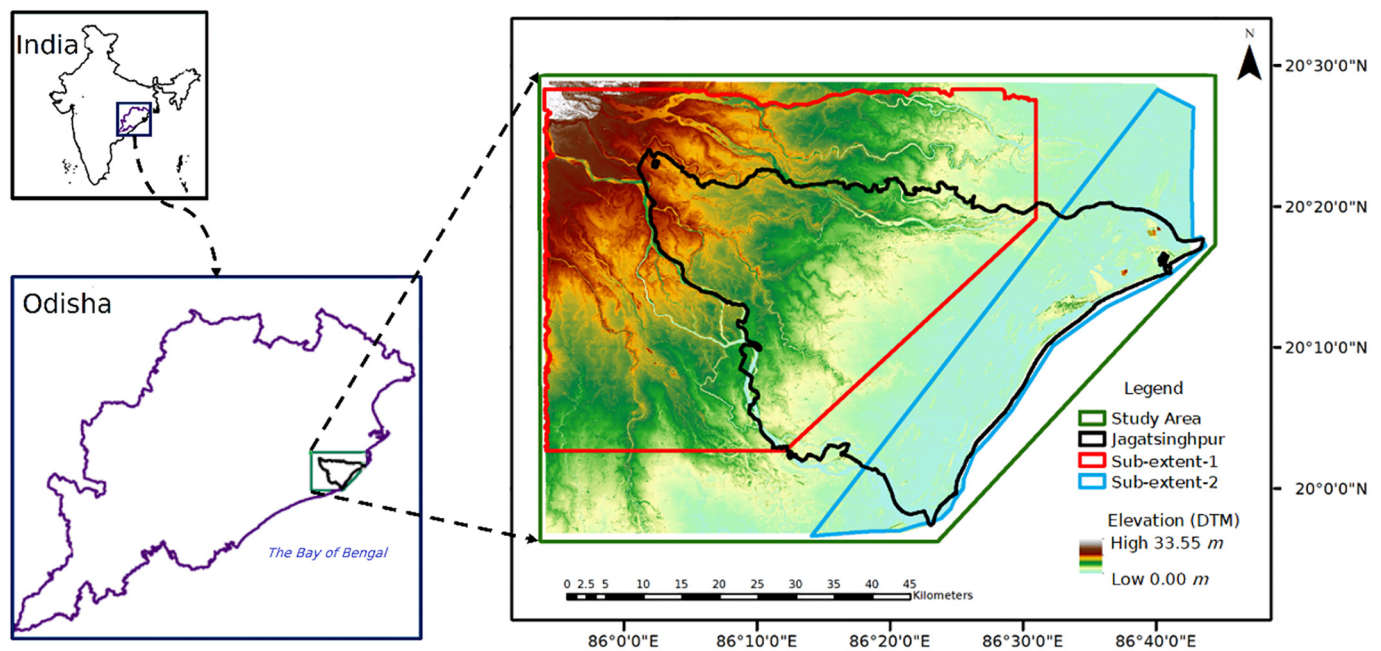 India
Odisha
The Bay of Bengal
N
20°30'0"N
20°20'0"N
20°10'0"N
20°0'0"N
Legend
Study Area
Jagatsinghpur
Sub-extent-1
Sub-extent-2
Elevation (DTM)
High 33.55 m
Low 0.00 m
0 2.5 5 10 15 20 25 30 35 40 45
Kilometers
86°0'0"E 86°10'0"E 86°20'0"E 86°30'0"E 86°40'0"E